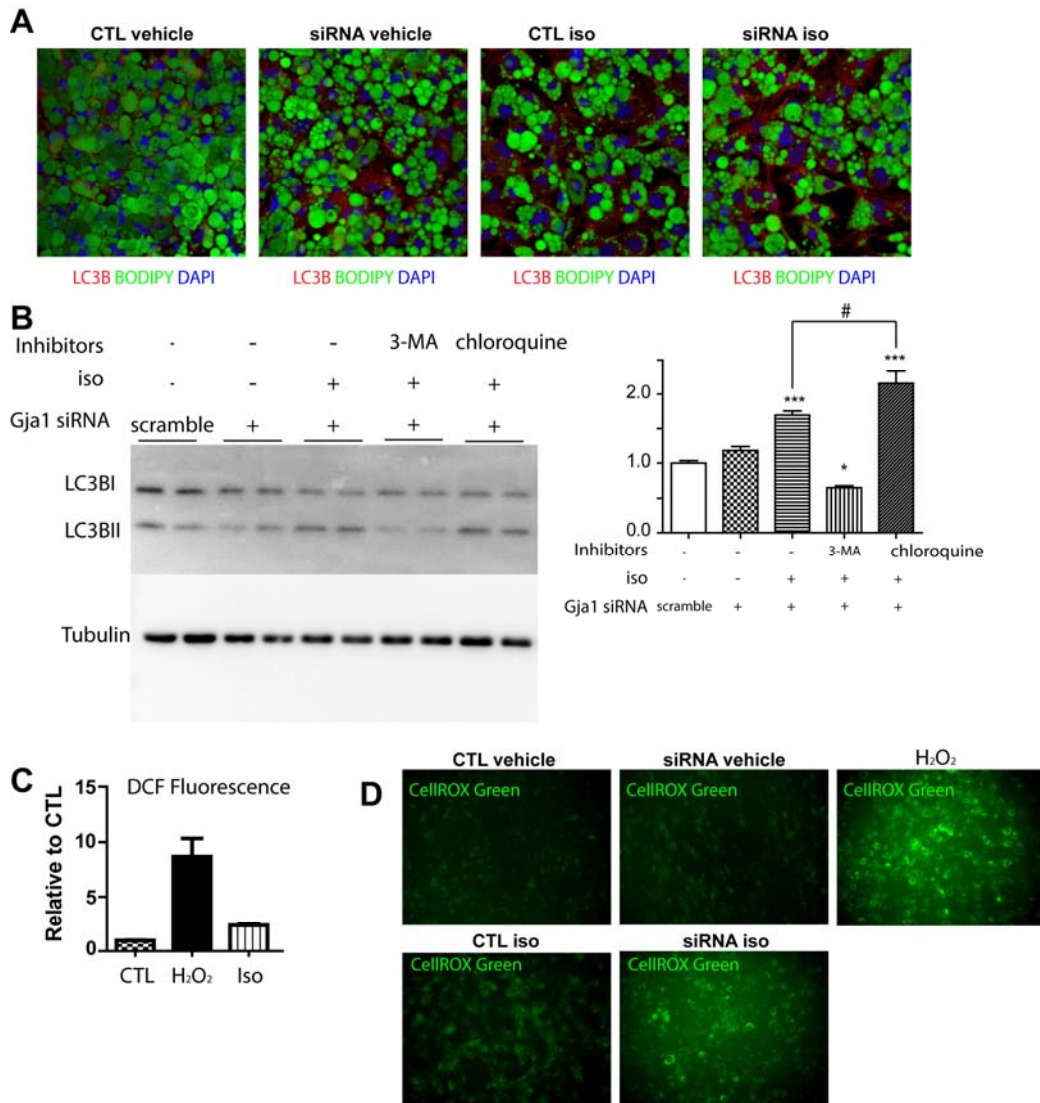 A
CTL vehicle siRNA vehicle CTL iso siRNA iso
LC3B BODIPY DAPI LC3B BODIPY DAPI LC3B BODIPY DAPI LC3B BODIPY DAPI
B
Inhibitors - - - 3-MA chloroquine
iso - - + + +
Gja1 siRNA scramble + + + +
LC3BI
LC3BII
Tubulin
#
*** * ***
2.0
1.0
0.0
Inhibitors - - - 3-MA chloroquine
iso - - + + +
Gja1 siRNA scramble + + + +
C
DCF Fluorescence
Relative to CTL
15
10
5
0
CTL H₂O₂ Iso
D
CTL vehicle siRNA vehicle H₂O₂
CellROX Green CellROX Green CellROX Green
CTL iso siRNA iso
CellROX Green CellROX Green